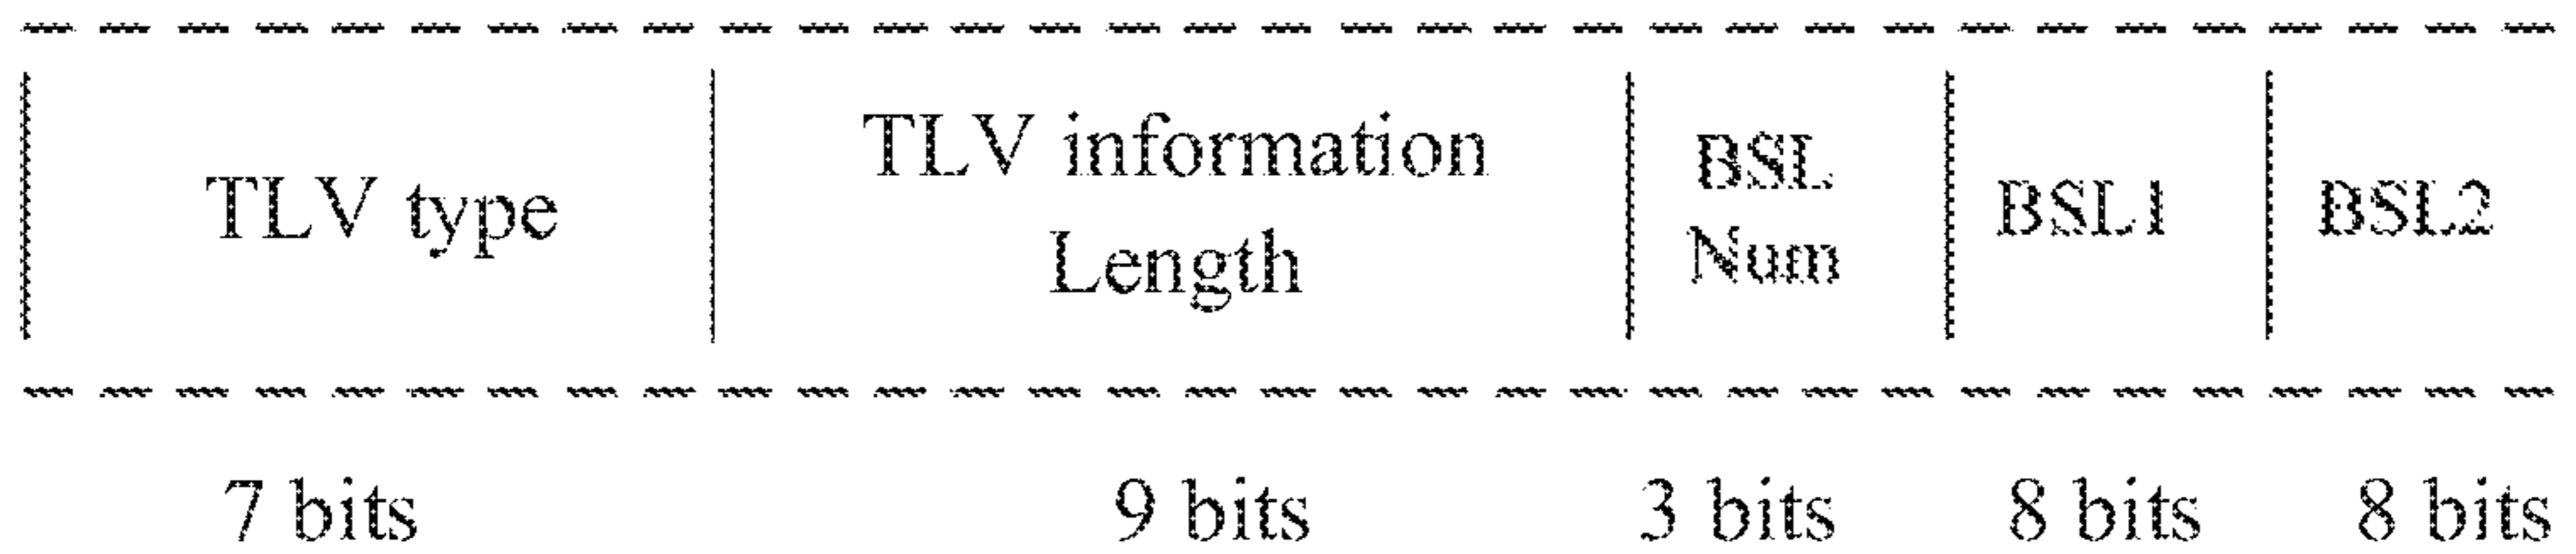 TLV type
TLV information
Length
BSL
Num
BSL1
BSL2
7 bits
9 bits
3 bits
8 bits
8 bits